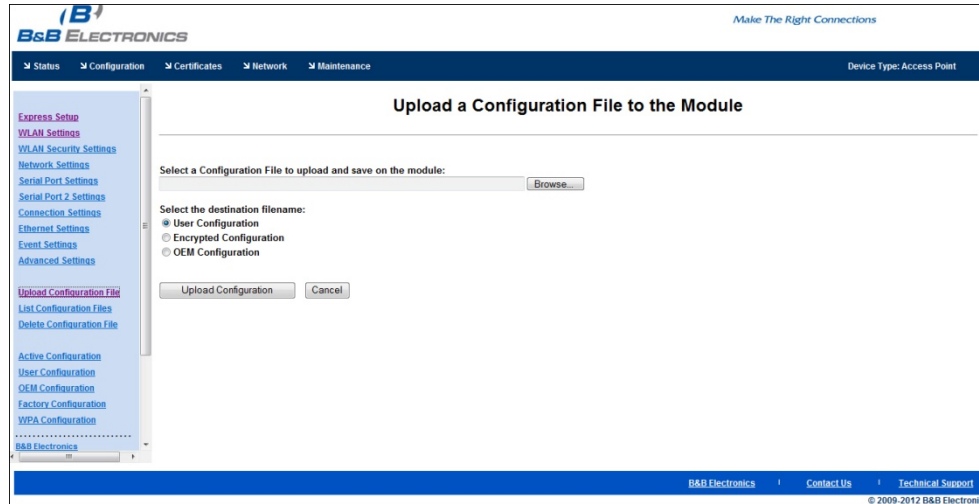 B
B&B ELECTRONICS
Make The Right Connections
Status Configuration Certificates Network Maintenance Device Type: Access Point
Express Setup
WLAN Settings
WLAN Security Settings
Network Settings
Serial Port Settings
Serial Port 2 Settings
Connection Settings
Ethernet Settings
Event Settings
Advanced Settings
Upload Configuration File
List Configuration Files
Delete Configuration File
Active Configuration
User Configuration
OEM Configuration
Factory Configuration
WPA Configuration
B&B Electronics
Upload a Configuration File to the Module
Select a Configuration File to upload and save on the module:
Browse...
Select the destination filename:
User Configuration
Encrypted Configuration
OEM Configuration
Upload Configuration Cancel
B&B Electronics | Contact Us | Technical Support
© 2009-2012 B&B Electroni